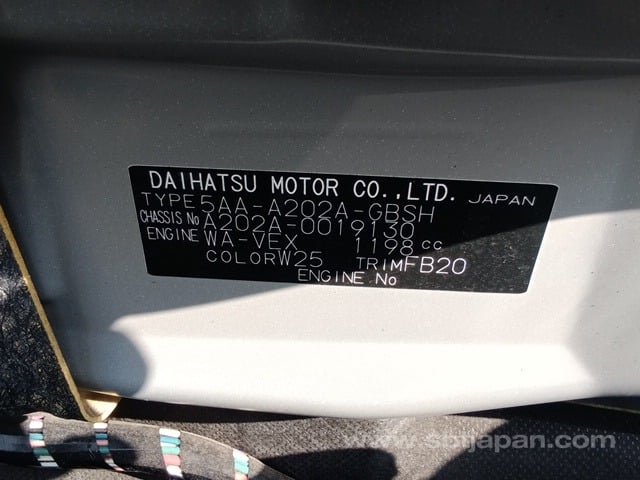 DAIHATSU MOTOR CO.,LTD. JAPAN
TYPE 5AA-A202A-GBSH
CHASSIS No A202A-0019130
ENGINE WA-VEX 1198 cc
COLOR W25 TRIM FB20
ENGINE No
www.sbtjapan.com